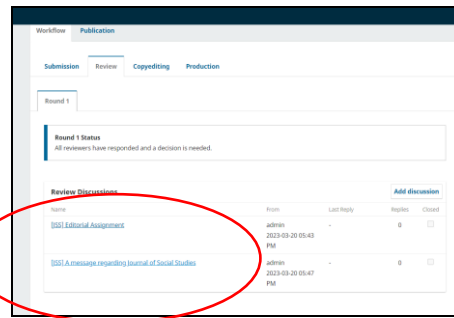 Workflow Publication
Submission Review Copyediting Production
Round 1
Round 1 Status
All reviewers have responded and a decision is needed.
Review Discussions Add discussion
Name From Last Reply Replies Closed
[JSS] Editorial Assignment admin - 0
2023-03-20 05:43
PM
[JSS] A message regarding Journal of Social Studies admin - 0
2023-03-20 05:47
PM